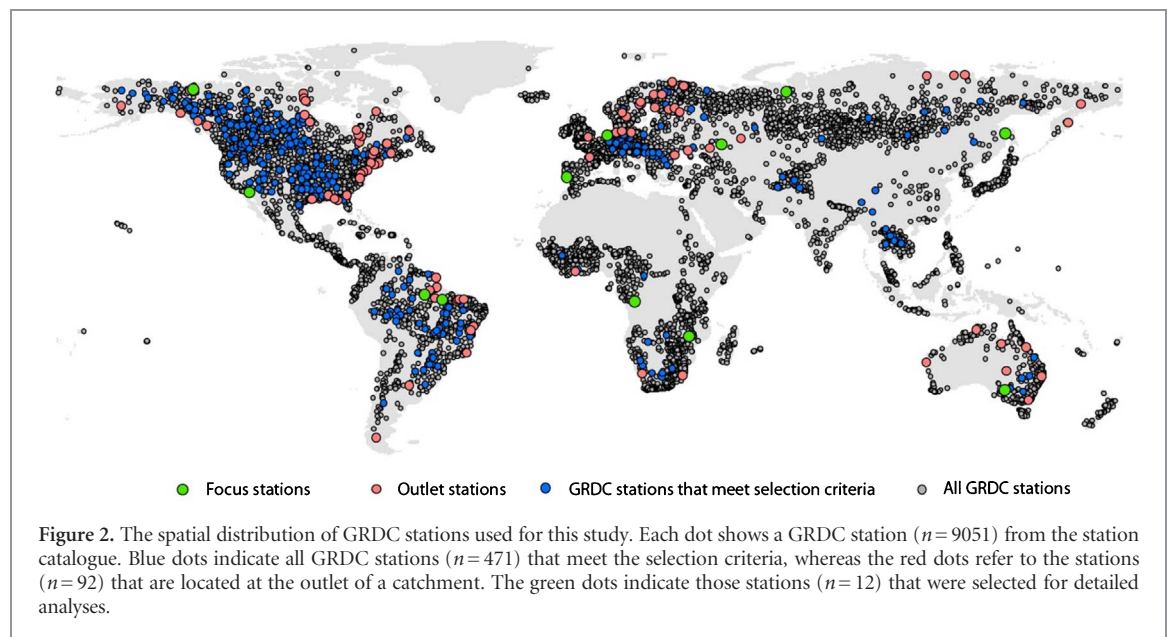 Focus stations Outlet stations GRDC stations that meet selection criteria All GRDC stations
Figure 2. The spatial distribution of GRDC stations used for this study. Each dot shows a GRDC station (n=9051) from the station
catalogue. Blue dots indicate all GRDC stations (n=471) that meet the selection criteria, whereas the red dots refer to the stations
(n=92) that are located at the outlet of a catchment. The green dots indicate those stations (n=12) that were selected for detailed
analyses.